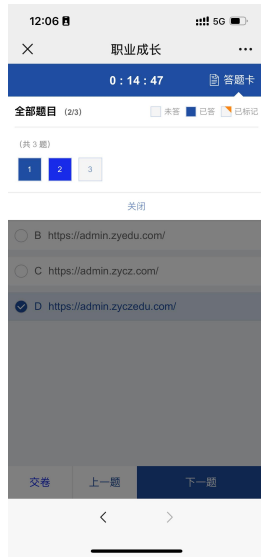 12:06
5G
职业成长
0 : 14 : 47
答题卡
全部题目 (2/3)
未答
已答
已标记
(共 3 题)
1
2
3
关闭
B https://admin.zyedu.com/
C https://admin.zycz.com/
D https://admin.zyczedu.com/
交卷
上一题
下一题